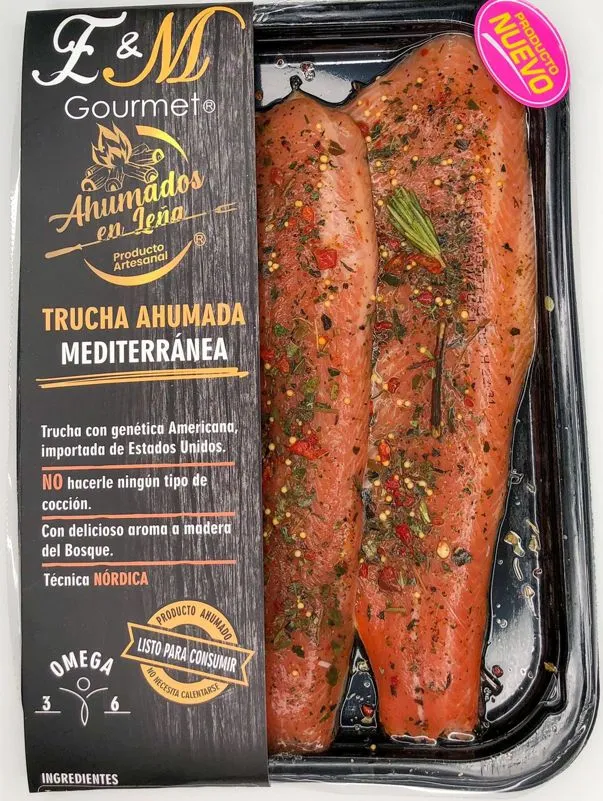 E & M
Gourmet®
Ahumados
en Leña
®
Producto
Artesanal
TRUCHA AHUMADA
MEDITERRÁNEA
Trucha con genética Americana,
importada de Estados Unidos.
NO hacerle ningún tipo de
cocción.
Con delicioso aroma a madera
del Bosque.
Técnica NÓRDICA
PRODUCTO AHUMADO
LISTO PARA CONSUMIR
NO NECESITA CALENTARSE
OMEGA
3 6
INGREDIENTES
PRODUCTO
NUEVO